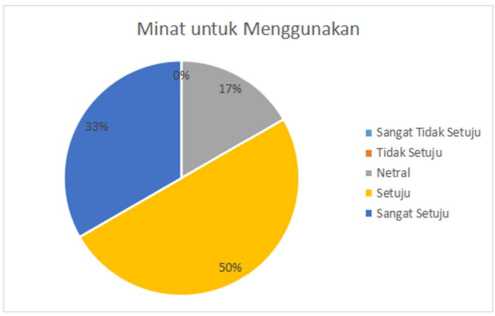 Minat untuk Menggunakan
0%
17%
33%
50%
Sangat Tidak Setuju
Tidak Setuju
Netral
Setuju
Sangat Setuju